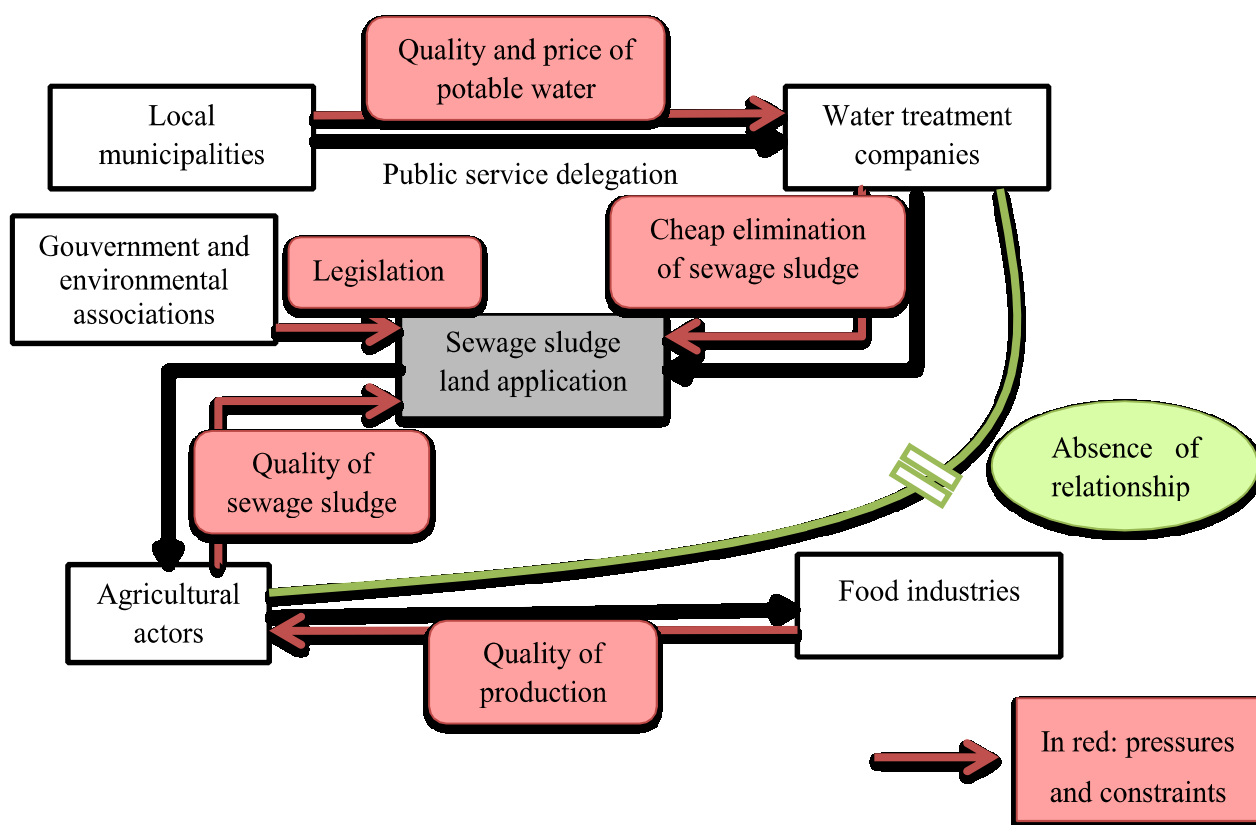 Quality and price of
potable water
Local
municipalities
Water treatment
companies
Public service delegation
Gouvernment and
environmental
associations
Legislation
Cheap elimination
of sewage sludge
Sewage sludge
land application
Quality of
sewage sludge
Absence of
relationship
Agricultural
actors
Food industries
Quality of
production
In red: pressures
and constraints